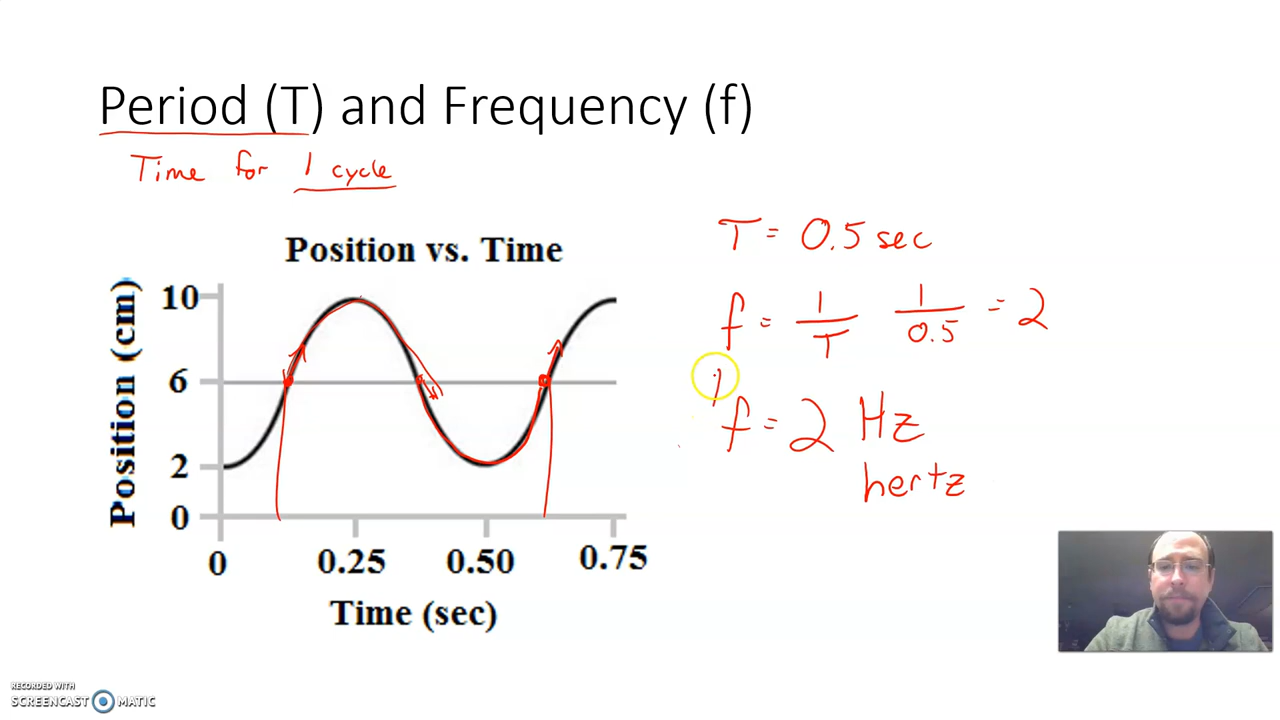 Period (T) and Frequency (f)
Time for 1 cycle
Position vs. Time
Position (cm)
10
6
2
0
0 0.25 0.50 0.75
Time (sec)
T = 0.5 sec
f = 1/T 1/0.5 = 2
f = 2 Hz
hertz
RECORDED WITH
SCREENCAST MATIC